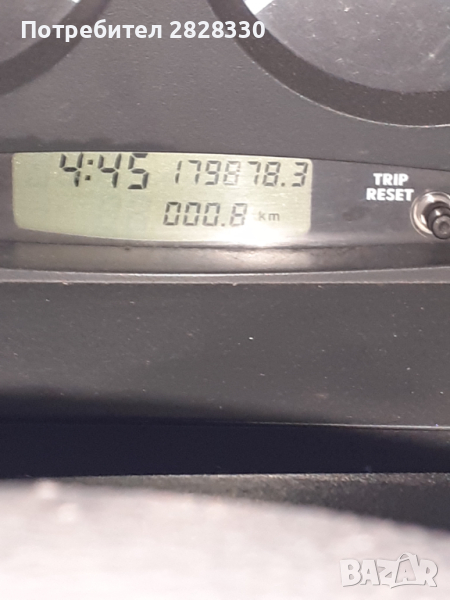 Потребител 2828330
4:45 179878.3
000.8 km
TRIP
RESET
BAZAR